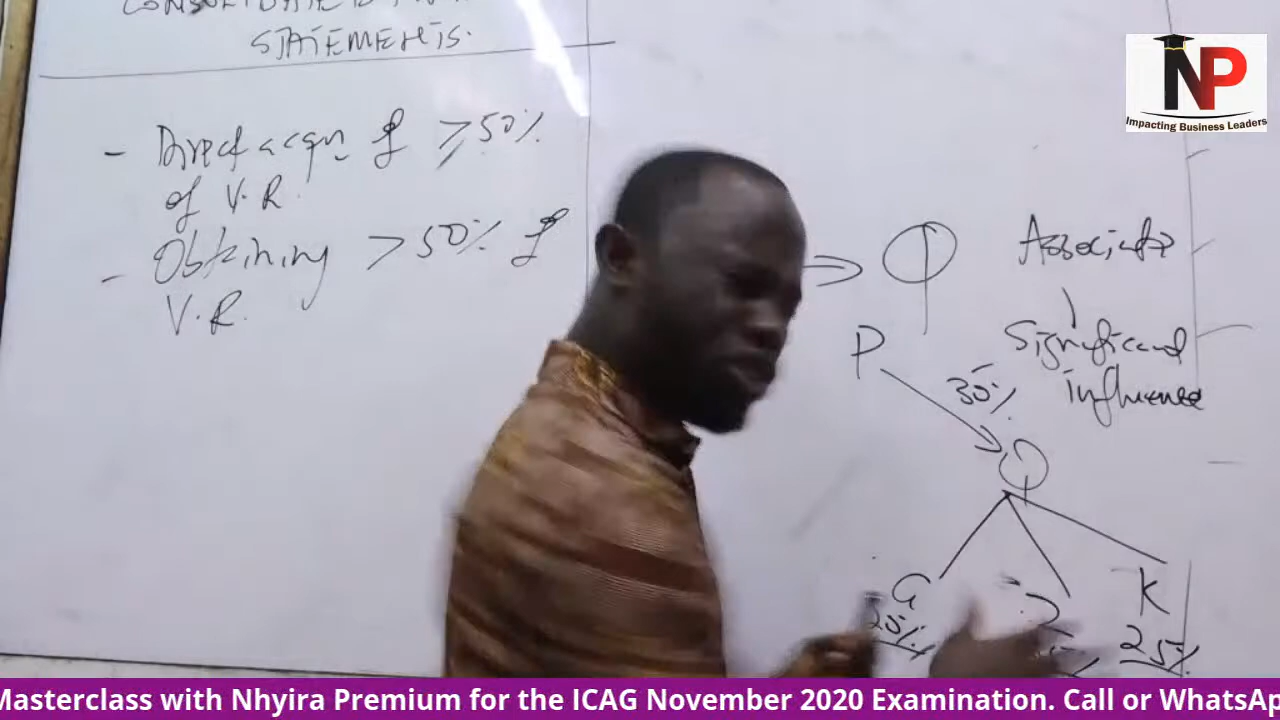 STATEMENTS.
- Direct acqn of ≥50%
of V.R.
- Obtaining >50% of
V.R.
Associate
Significant
influence
P
30%
G
25%
K
25%
NP
Impacting Business Leaders
Masterclass with Nhyira Premium for the ICAG November 2020 Examination. Call or WhatsAp